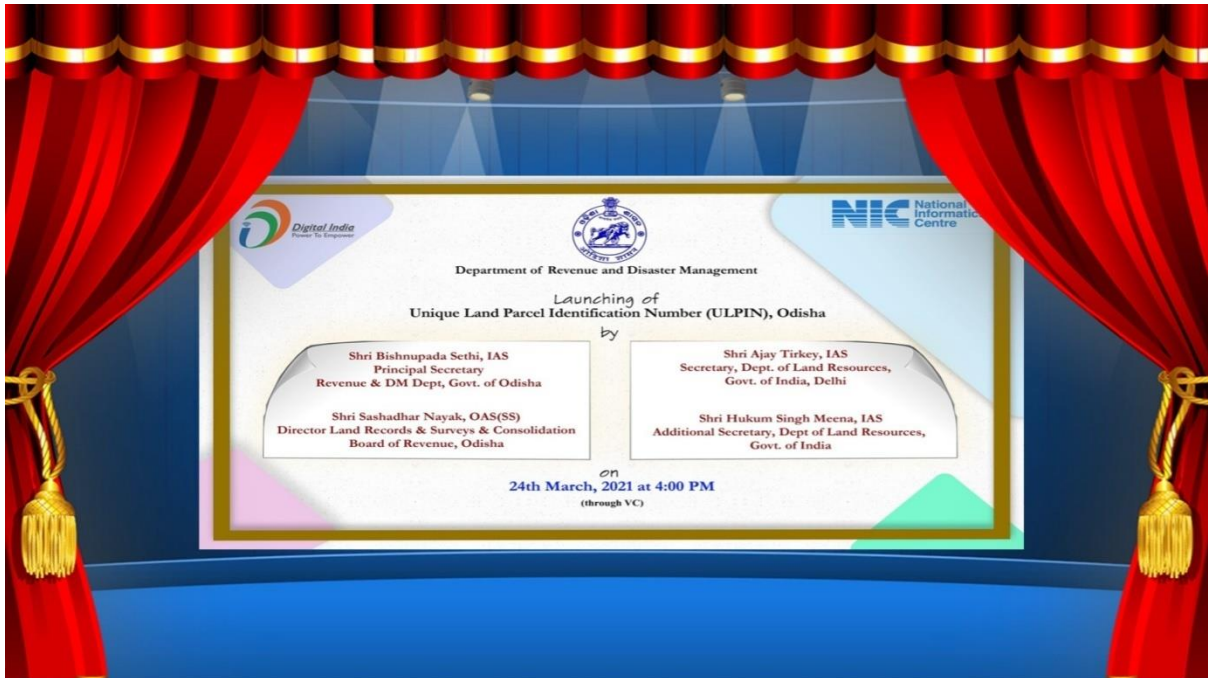 Digital India
Power To Empower
NIC National
Informatic
Centre
Department of Revenue and Disaster Management
Launching of
Unique Land Parcel Identification Number (ULPIN), Odisha
by
Shri Bishnupada Sethi, IAS
Principal Secretary
Revenue & DM Dept, Govt. of Odisha
Shri Sashadhar Nayak, OAS(SS)
Director Land Records & Surveys & Consolidation
Board of Revenue, Odisha
Shri Ajay Tirkey, IAS
Secretary, Dept. of Land Resources,
Govt. of India, Delhi
Shri Hukum Singh Meena, IAS
Additional Secretary, Dept of Land Resources,
Govt. of India
on
24th March, 2021 at 4:00 PM
(through VC)